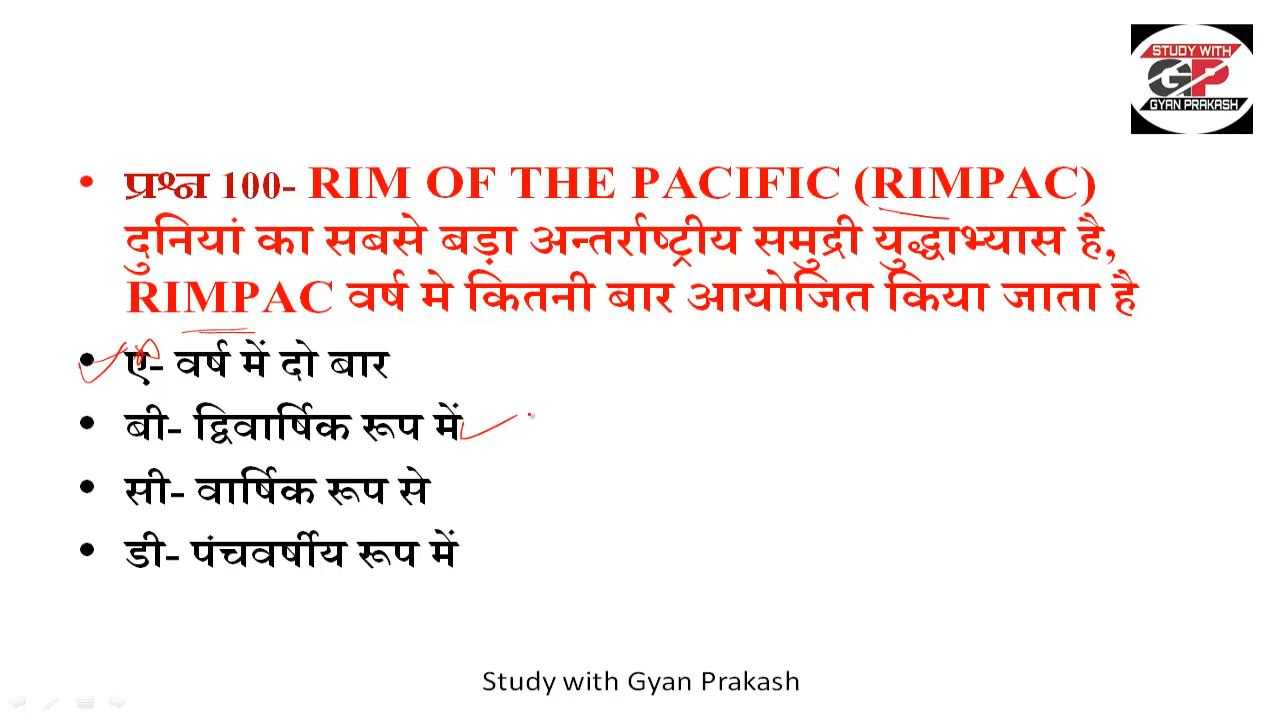 STUDY WITH
GP
GYAN PRAKASH
• प्रश्न 100- RIM OF THE PACIFIC (RIMPAC)
दुनियां का सबसे बड़ा अन्तर्राष्ट्रीय समुद्री युद्धाभ्यास है,
RIMPAC वर्ष मे कितनी बार आयोजित किया जाता है
• ए- वर्ष में दो बार
• बी- द्विवार्षिक रूप में
• सी- वार्षिक रूप से
• डी- पंचवर्षीय रूप में
Study with Gyan Prakash